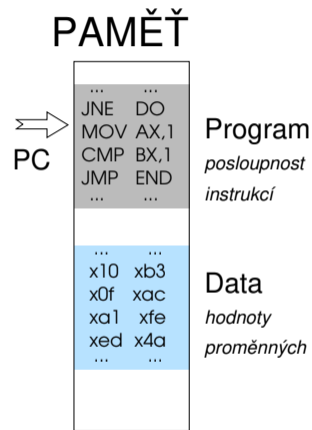 PAMĚŤ
... ...
JNE DO
MOV AX,1
CMP BX,1
JMP END
... ...
PC
Program
posloupnost
instrukcí
... ...
x10 xb3
x0f xac
xa1 xfe
xed x4a
... ...
Data
hodnoty
proměnných